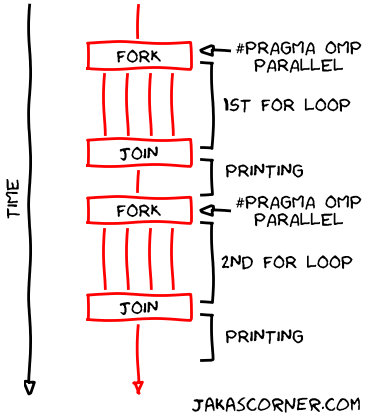 FORK
#PRAGMA OMP
PARALLEL
1ST FOR LOOP
JOIN
PRINTING
TIME
FORK
#PRAGMA OMP
PARALLEL
2ND FOR LOOP
JOIN
PRINTING
JAKASCORNER.COM